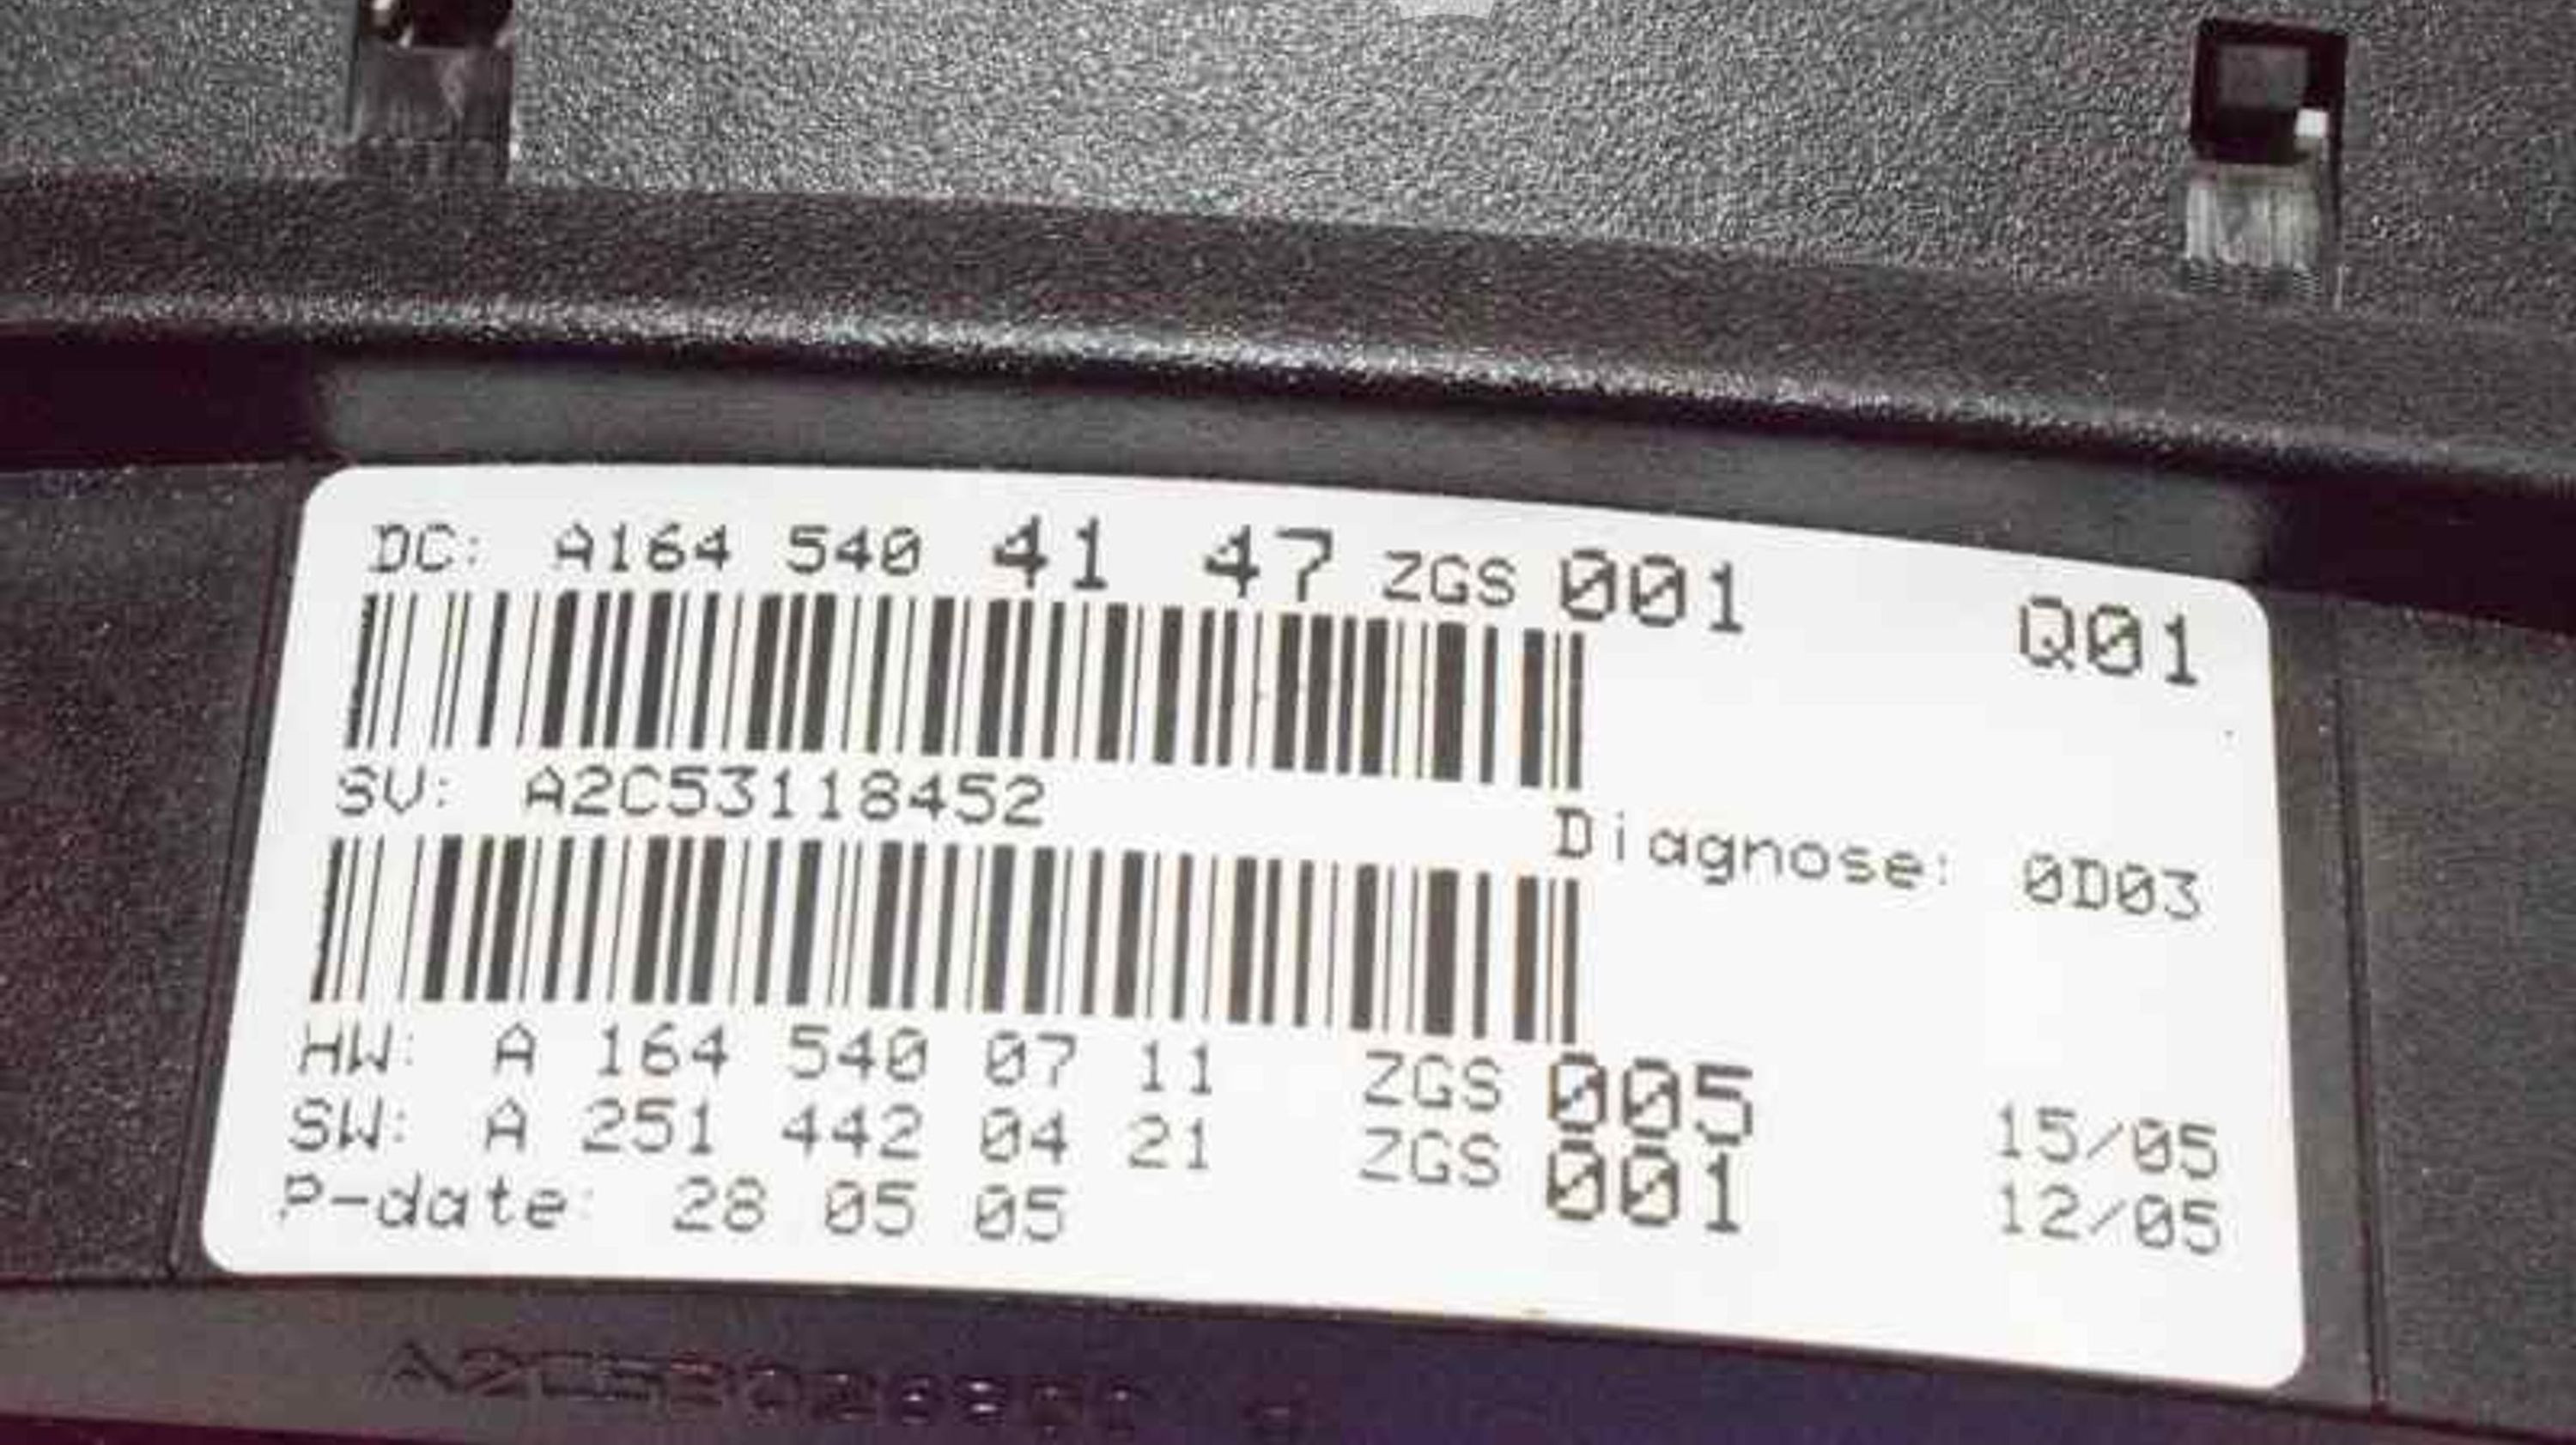 DC: A164 540 41 47 ZGS 001 Q01
SV: A2C53118452
Diagnose: 0D03
HW: A 164 540 07 11 ZGS 005 15/05
SW: A 251 442 04 21 ZGS 001 12/05
P-date: 28 05 05